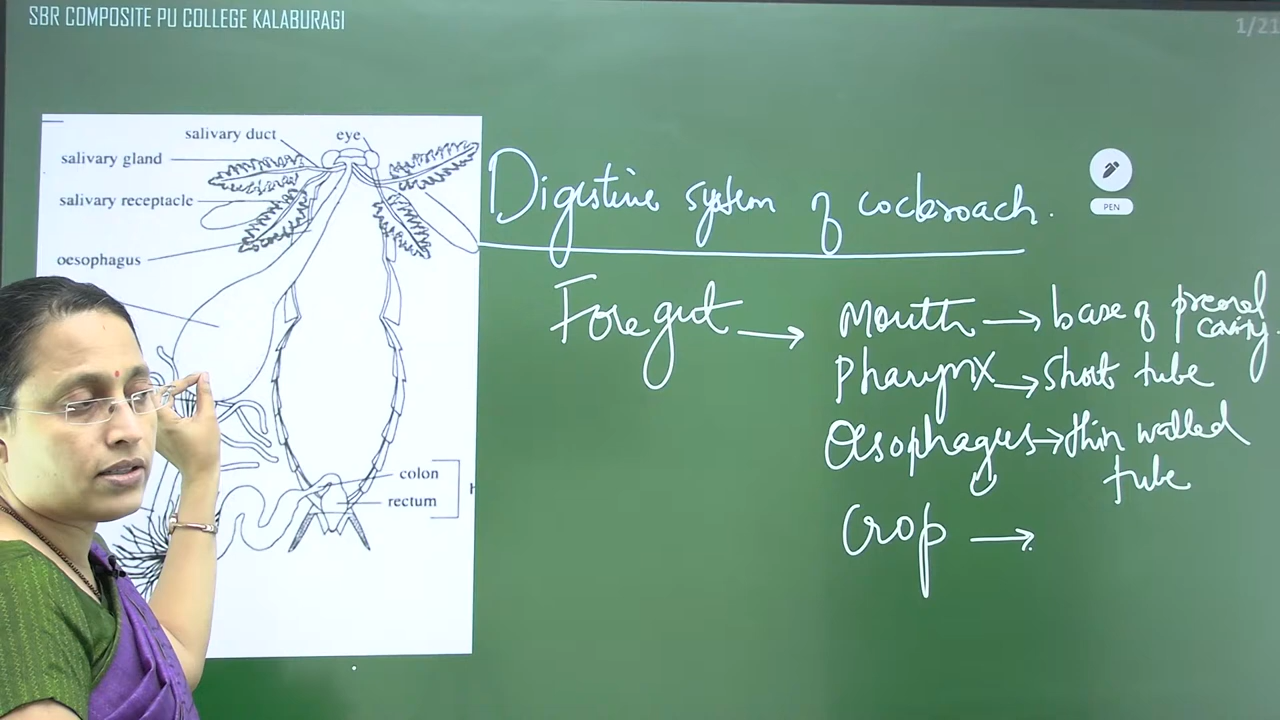 SBR COMPOSITE PU COLLEGE KALABURAGI
1/21
salivary duct
eye
salivary gland
salivary receptacle
oesophagus
colon
rectum
PEN
Digestive system of cockroach.
Foregut → Mouth → base of preoral cavity
Pharynx → short tube
Oesophagus → thin walled tube
Crop →